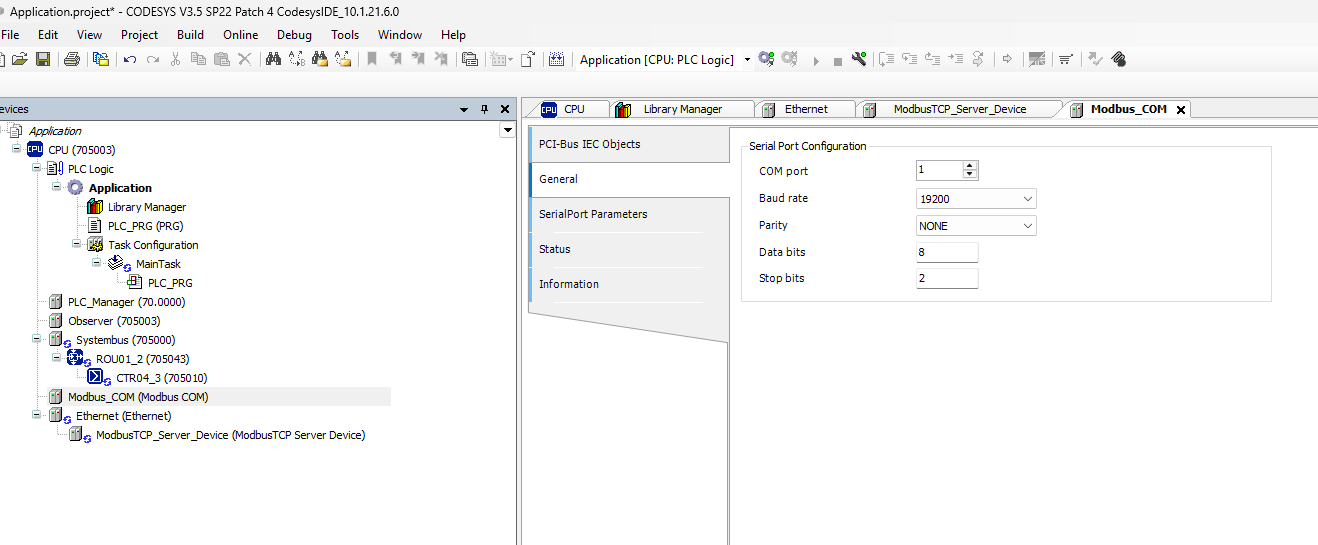 Application.project* - CODESYS V3.5 SP22 Patch 4 CodesysIDE_10.1.21.6.0
File Edit View Project Build Online Debug Tools Window Help
Application [CPU: PLC Logic]
evices
Application
CPU (705003)
PLC Logic
Application
Library Manager
PLC_PRG (PRG)
Task Configuration
MainTask
PLC_PRG
PLC_Manager (70.0000)
Observer (705003)
Systembus (705000)
ROU01_2 (705043)
CTR04_3 (705010)
Modbus_COM (Modbus COM)
Ethernet (Ethernet)
ModbusTCP_Server_Device (ModbusTCP Server Device)
CPU CPU Library Manager Ethernet ModbusTCP_Server_Device Modbus_COM
PCI-Bus IEC Objects
General
SerialPort Parameters
Status
Information
Serial Port Configuration
COM port 1
Baud rate 19200
Parity NONE
Data bits 8
Stop bits 2